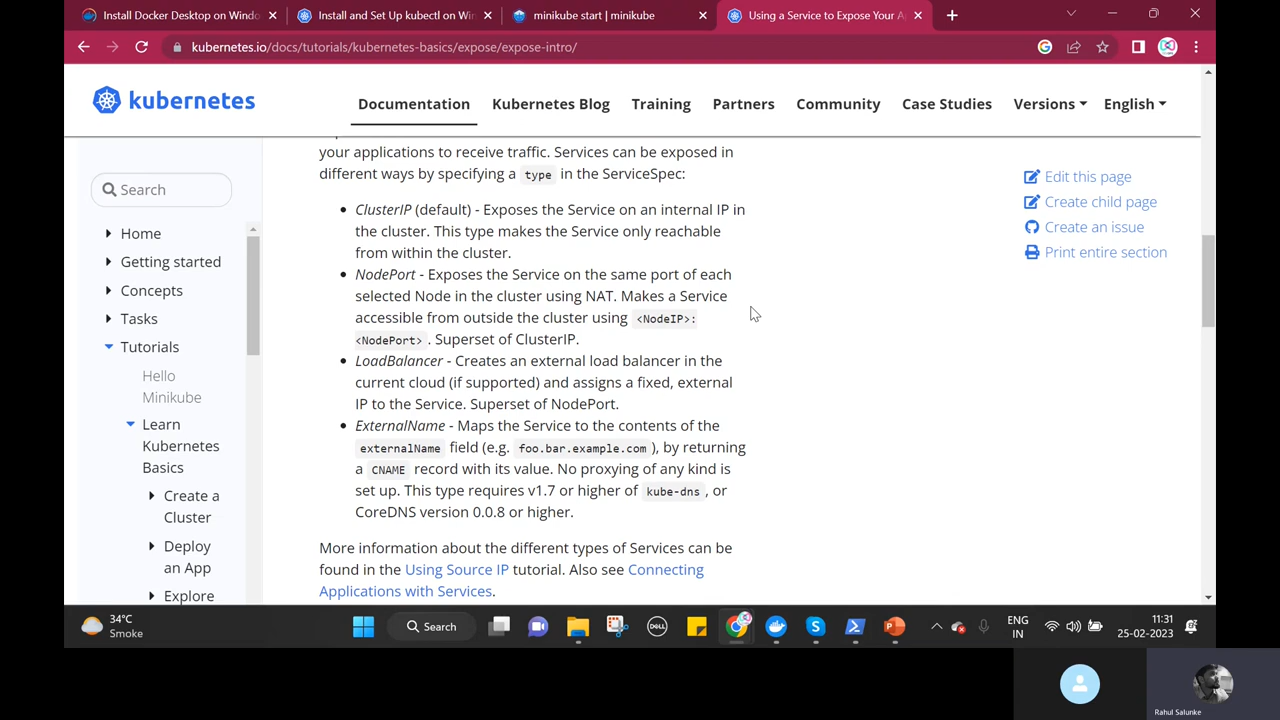 Install Docker Desktop on Windo
Install and Set Up kubectl on Win
minikube start | minikube
Using a Service to Expose Your A
kubernetes.io/docs/tutorials/kubernetes-basics/expose/expose-intro/
kubernetes
Documentation
Kubernetes Blog
Training
Partners
Community
Case Studies
Versions
English
Search
Home
Getting started
Concepts
Tasks
Tutorials
Hello
Minikube
Learn
Kubernetes
Basics
Create a
Cluster
Deploy
an App
Explore
your applications to receive traffic. Services can be exposed in
different ways by specifying a type in the ServiceSpec:
• ClusterIP (default) - Exposes the Service on an internal IP in
the cluster. This type makes the Service only reachable
from within the cluster.
• NodePort - Exposes the Service on the same port of each
selected Node in the cluster using NAT. Makes a Service
accessible from outside the cluster using <NodeIP>:
<NodePort> . Superset of ClusterIP.
• LoadBalancer - Creates an external load balancer in the
current cloud (if supported) and assigns a fixed, external
IP to the Service. Superset of NodePort.
• ExternalName - Maps the Service to the contents of the
externalName field (e.g. foo.bar.example.com ), by returning
a CNAME record with its value. No proxying of any kind is
set up. This type requires v1.7 or higher of kube-dns , or
CoreDNS version 0.0.8 or higher.
More information about the different types of Services can be
found in the Using Source IP tutorial. Also see Connecting
Applications with Services.
Edit this page
Create child page
Create an issue
Print entire section
34°C
Smoke
Search
DELL
ENG
IN
11:31
25-02-2023
Rahul Salunke